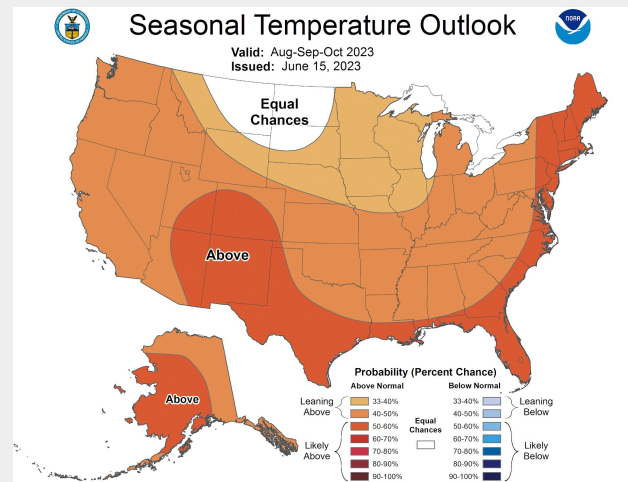 Seasonal Temperature Outlook
NOAA
Valid: Aug-Sep-Oct 2023
Issued: June 15, 2023
Equal
Chances
Above
Above
Probability (Percent Chance)
Above Normal
Below Normal
Leaning
Above
33-40%
40-50%
Likely
Above
50-60%
60-70%
70-80%
80-90%
90-100%
Equal
Chances
33-40%
40-50%
Leaning
Below
50-60%
60-70%
70-80%
80-90%
90-100%
Likely
Below